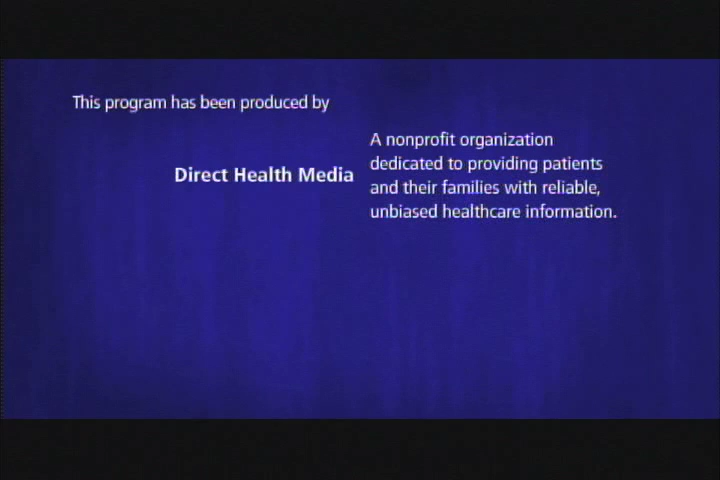 This program has been produced by
Direct Health Media
A nonprofit organization
dedicated to providing patients
and their families with reliable,
unbiased healthcare information.